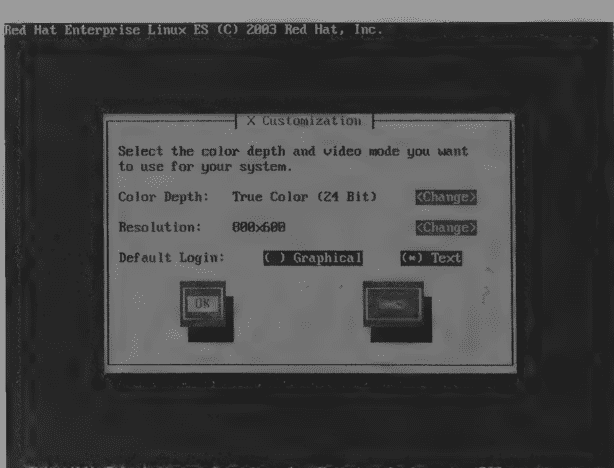 Red Hat Enterprise Linux ES (C) 2003 Red Hat, Inc.
X Customization
Select the color depth and video mode you want
to use for your system.
Color Depth: True Color (24 Bit) <Change>
Resolution: 800x600 <Change>
Default Login: ( ) Graphical (*) Text
OK